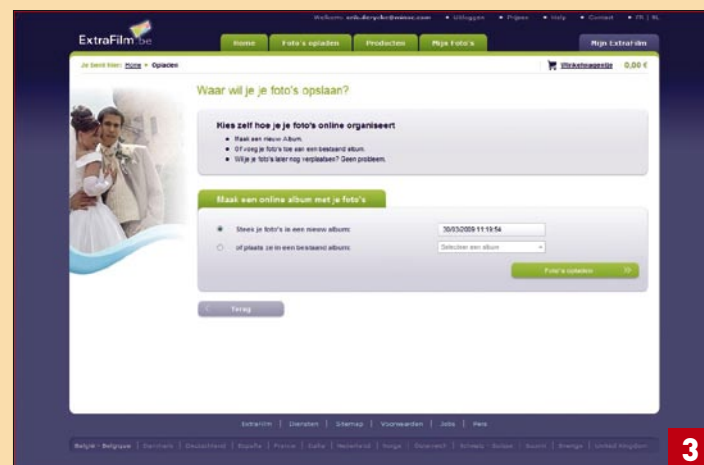 Welkom: erik.derycke@minoc.com • Uitloggen • Prijzen • Help • Contact • FR | NL
ExtraFilm.be
Home Foto's opladen Producten Mijn Foto's Mijn ExtraFilm
Je bent hier: Home • Opladen
Winkelwagentje 0,00 €
Waar wil je je foto's opslaan?
Kies zelf hoe je je foto's online organiseert
Maak een nieuw Album.
Of voeg je foto's toe aan een bestaand album.
Wil je je foto's later nog verplaatsen? Geen probleem.
Maak een online album met je foto's
Steek je foto's in een nieuw album: 30/03/2009 11:19:54
of plaats ze in een bestaand album: Selecteer een album
Foto's opladen
Terug
ExtraFilm | Diensten | Sitemap | Voorwaarden | Jobs | Pers
België - Belgique | Danmark | Deutschland | España | France | Italia | Nederland | Norge | Österreich | Schweiz - Suisse | Suomi | Sverige | United Kingdom
3